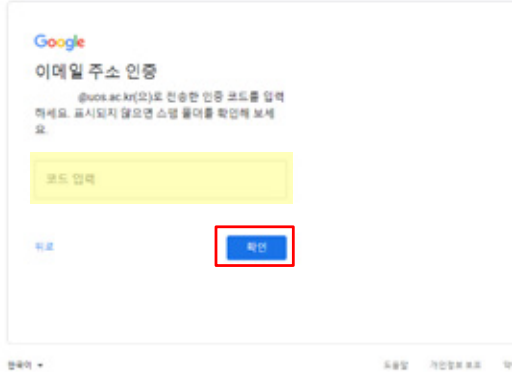 Google
이메일 주소 인증
@uos.ac.kr(으)로 전송한 인증 코드를 입력
하세요. 표시되지 않으면 스팸 폴더를 확인해 보세
요.
코드 입력
뒤로
확인
한국어
도움말 개인정보 보호